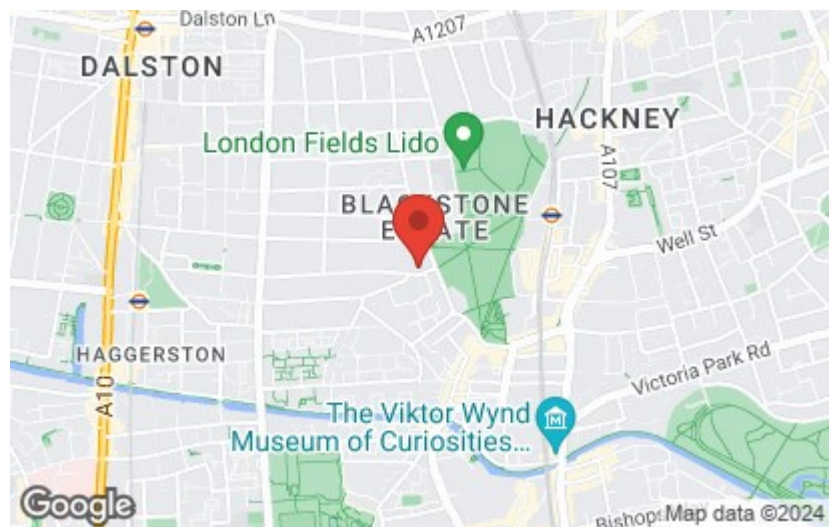 Dalston Ln
A1207
DALSTON
HACKNEY
London Fields Lido
A107
BLACKSTONE
ESTATE
Well St
HAGGERSTON
Victoria Park Rd
A10
The Viktor Wynd
Museum of Curiosities...
Google
Map data ©2024